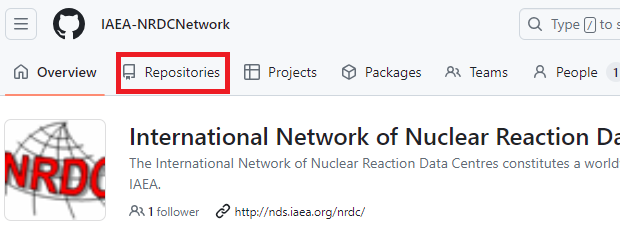 IAEA-NRDCNetwork
Type / to s
Overview Repositories Projects Packages Teams People 1
NRDC
International Network of Nuclear Reaction Da
The International Network of Nuclear Reaction Data Centres constitutes a world
IAEA.
1 follower http://nds.iaea.org/nrdc/